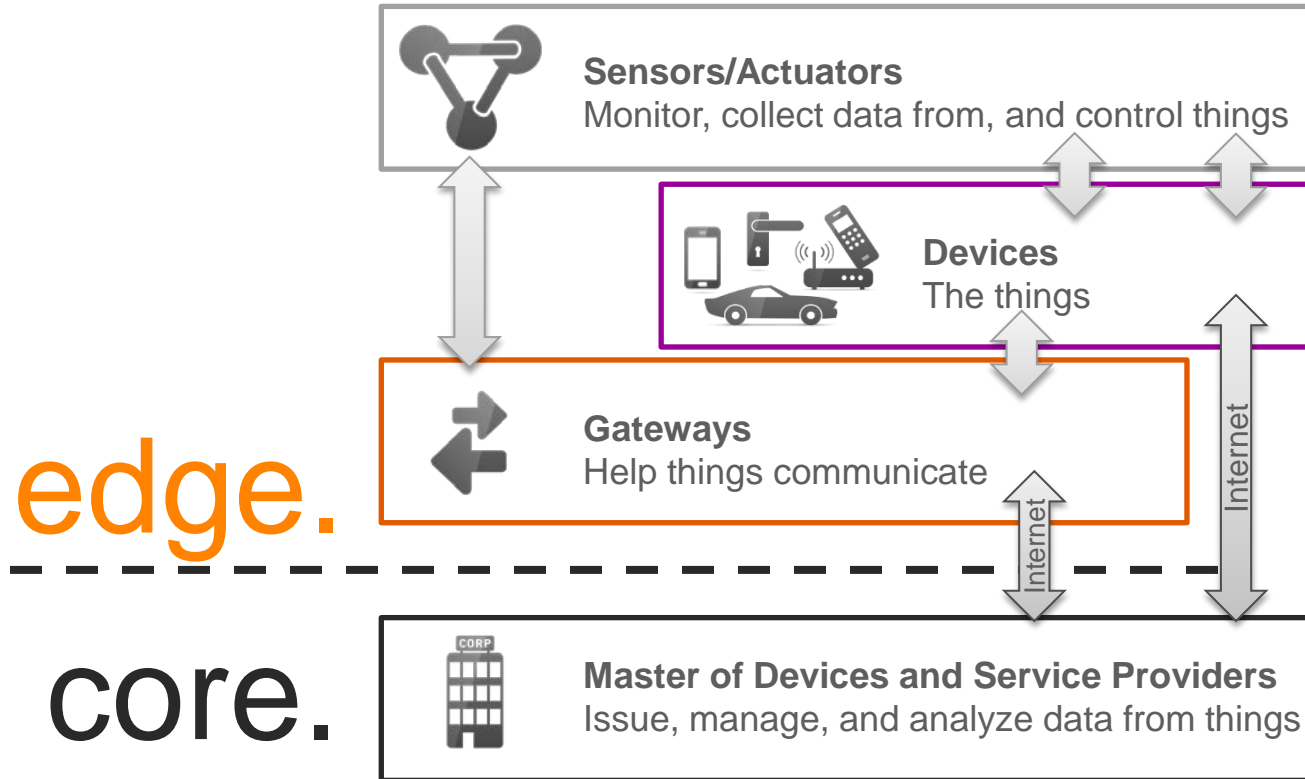 Sensors/Actuators
Monitor, collect data from, and control things
Devices
The things
Gateways
Help things communicate
Internet
Internet
edge.
core.
CORP
Master of Devices and Service Providers
Issue, manage, and analyze data from things